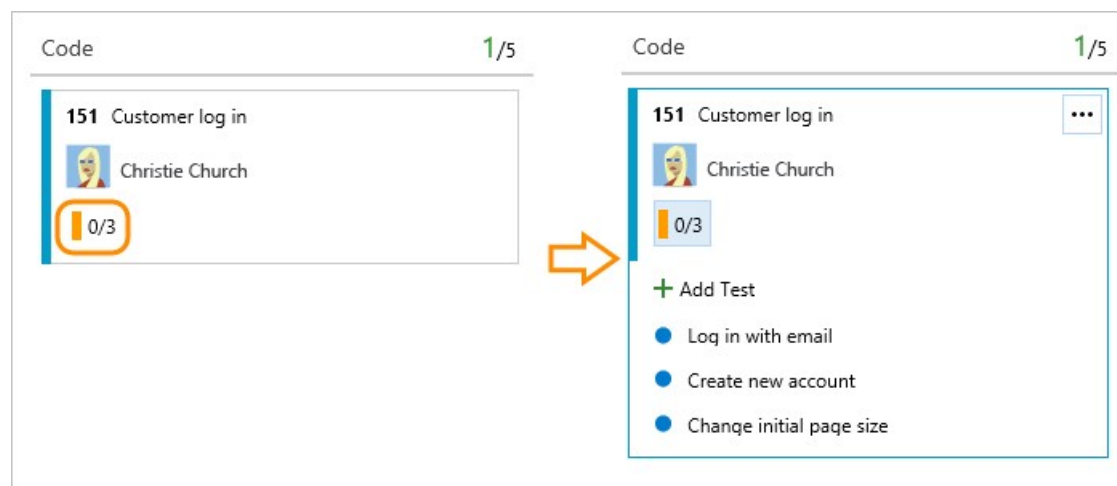 Code 1/5
151 Customer log in
Christie Church
0/3
Code 1/5
151 Customer log in
Christie Church
0/3
Add Test
Log in with email
Create new account
Change initial page size